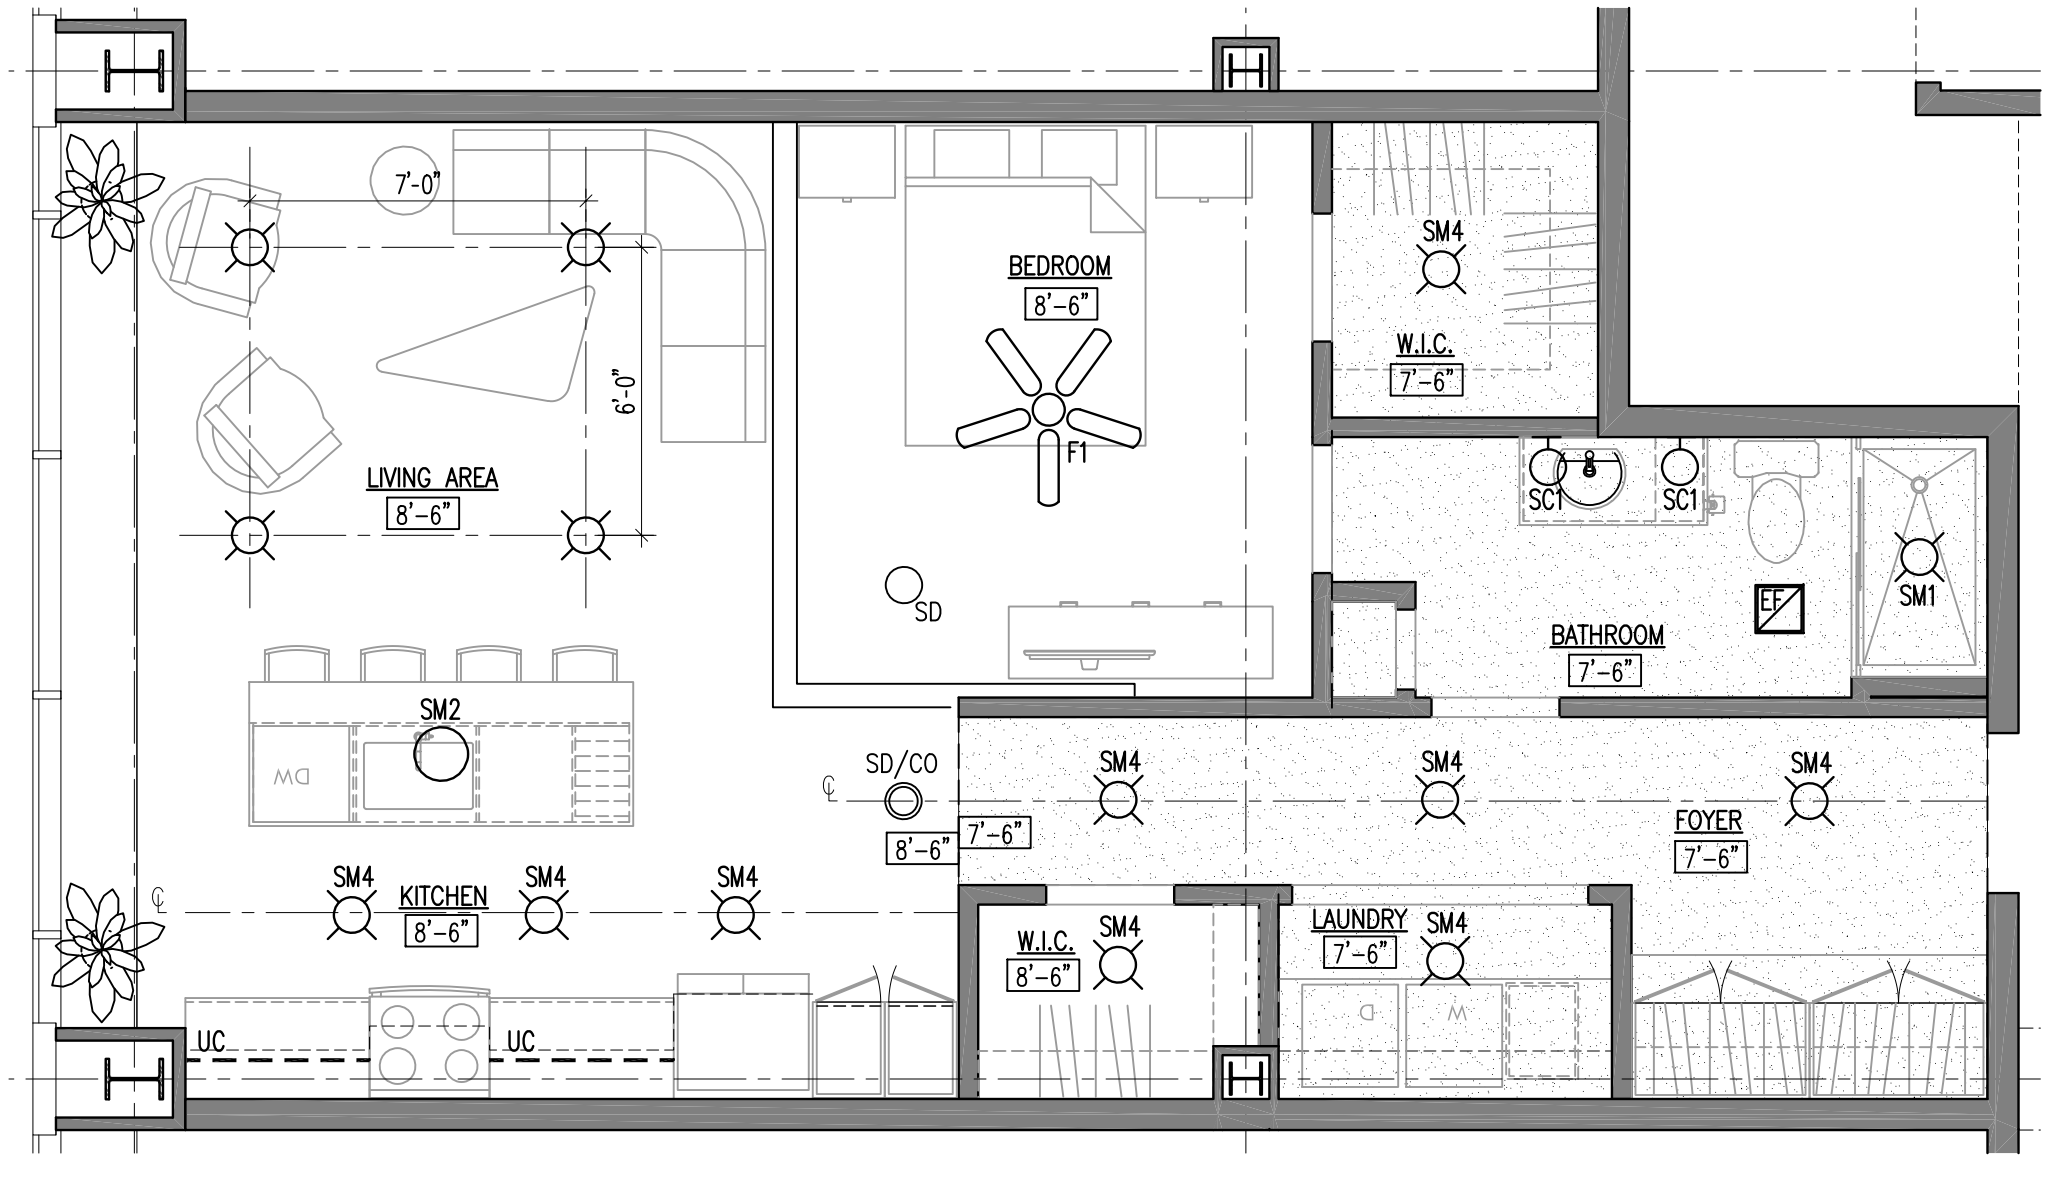 7'-0"
SM4
BEDROOM
8'-6"
W.I.C.
7'-6"
6'-0"
F1
LIVING AREA
8'-6"
SC1
SC1
SM1
EF
SD
BATHROOM
7'-6"
SM2
DW
SD/CO
℄
SM4
SM4
SM4
7'-6"
8'-6"
FOYER
7'-6"
℄
SM4
KITCHEN
8'-6"
SM4
SM4
W.I.C.
8'-6"
SM4
LAUNDRY
7'-6"
SM4
D
W
UC
UC